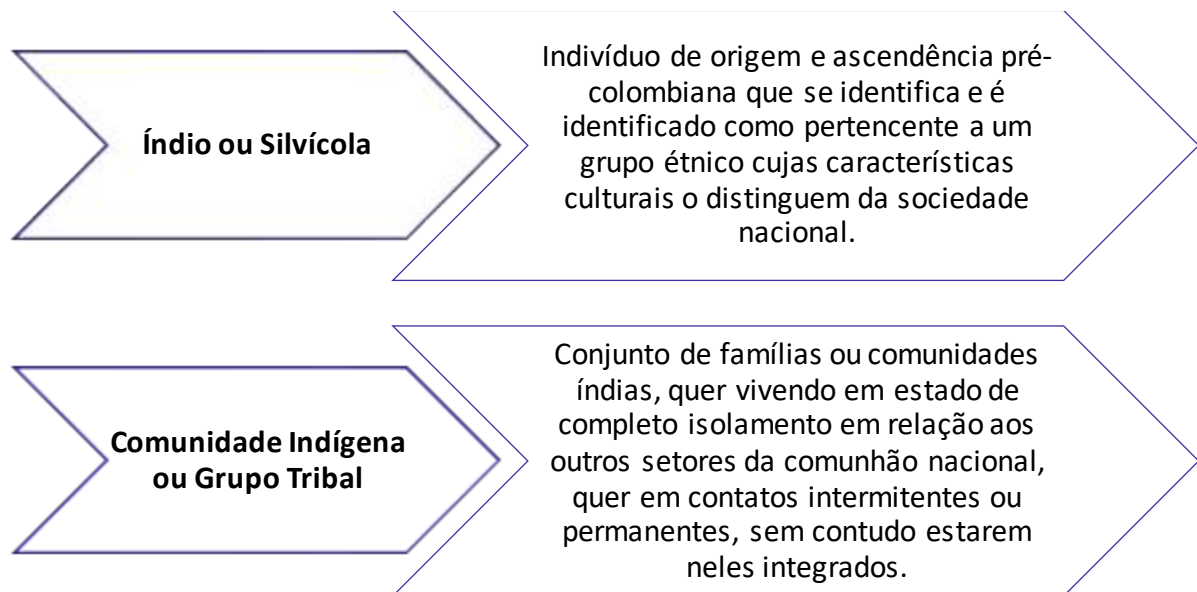 Índio ou Silvícola
Indivíduo de origem e ascendência pré-
colombiana que se identifica e é
identificado como pertencente a um
grupo étnico cujas características
culturais o distinguem da sociedade
nacional.
Comunidade Indígena
ou Grupo Tribal
Conjunto de famílias ou comunidades
índias, quer vivendo em estado de
completo isolamento em relação aos
outros setores da comunhão nacional,
quer em contatos intermitentes ou
permanentes, sem contudo estarem
neles integrados.